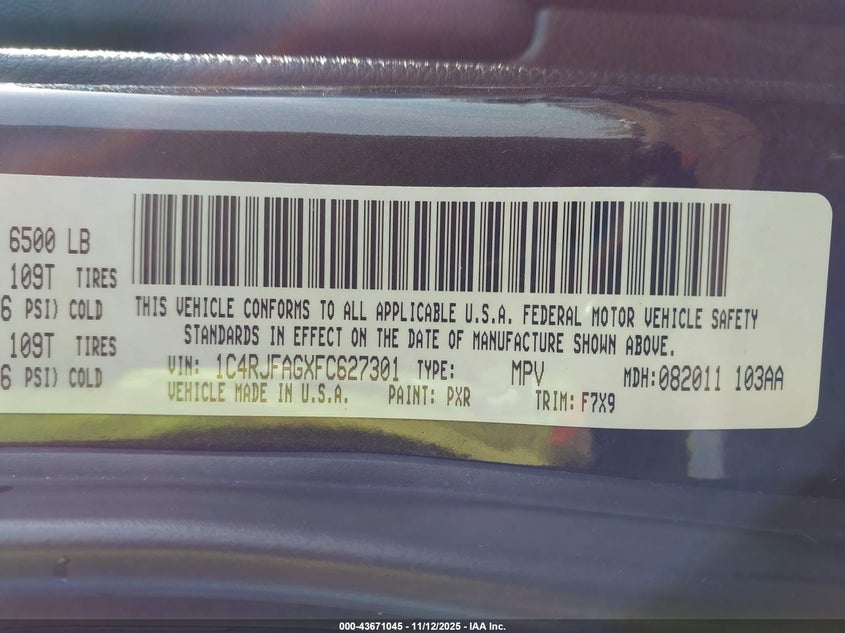 6500 LB
109T TIRES
6 PSI) COLD
109T TIRES
6 PSI) COLD
THIS VEHICLE CONFORMS TO ALL APPLICABLE U.S.A. FEDERAL MOTOR VEHICLE SAFETY
STANDARDS IN EFFECT ON THE DATE OF MANUFACTURE SHOWN ABOVE.
VIN: 1C4RJFAGXFC627301 TYPE: MPV MDH:082011 103AA
VEHICLE MADE IN U.S.A. PAINT: PXR TRIM: F7X9
000-43671045 - 11/12/2025 - IAA Inc.